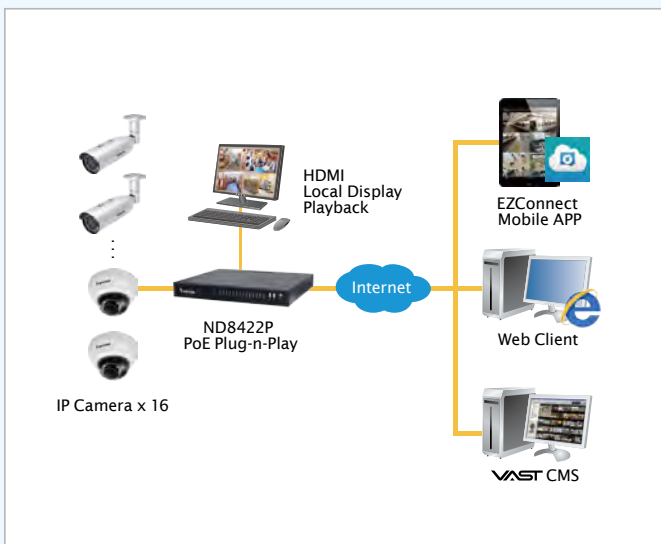 HDMI
Local Display
Playback
EZConnect
Mobile APP
Internet
ND8422P
PoE Plug-n-Play
Web Client
IP Camera x 16
VAST CMS